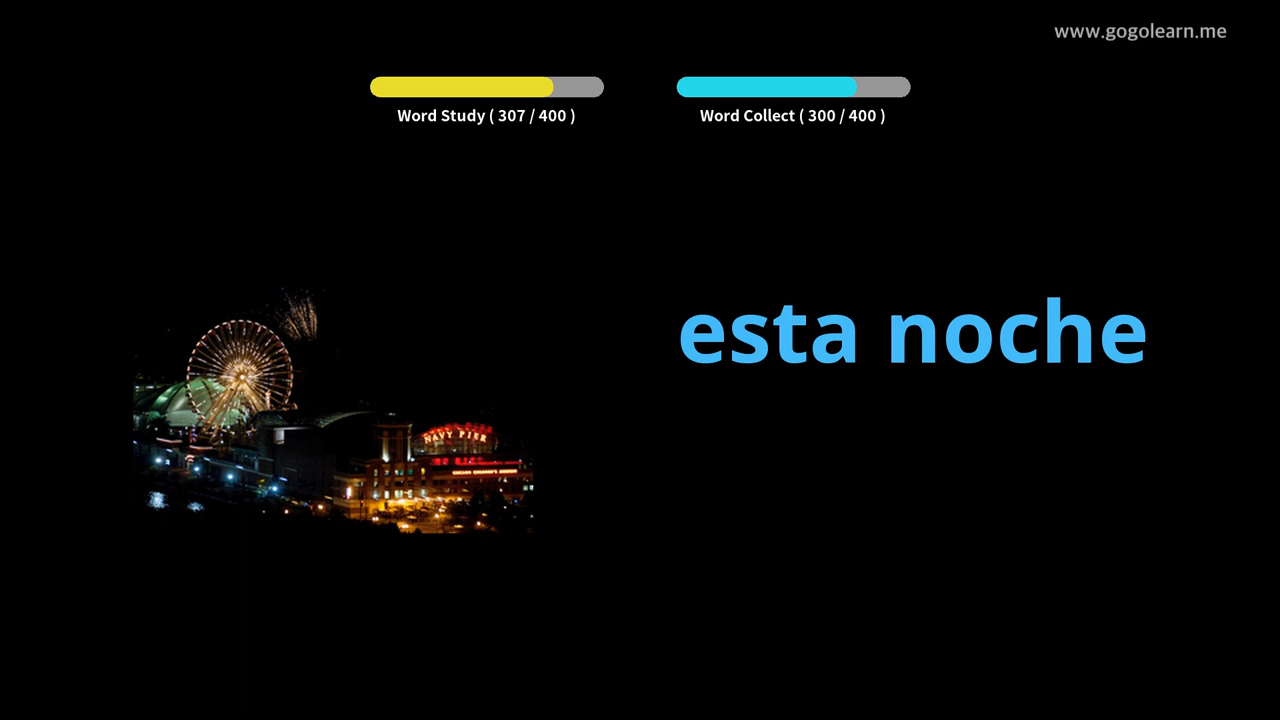 www.gogolearn.me
Word Study ( 307 / 400 )
Word Collect ( 300 / 400 )
esta noche
NAVY PIER